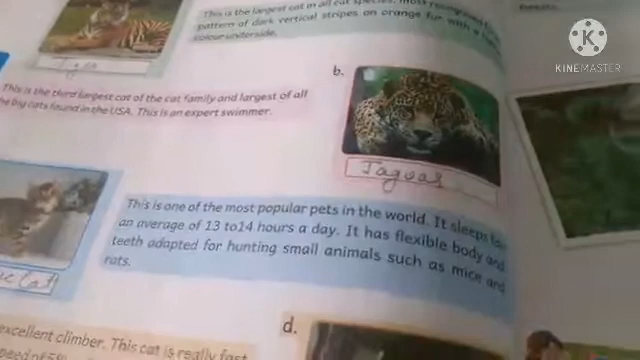 This is the largest cat in all cat species, most recognised
pattern of dark vertical stripes on orange fur with a
colour underside.
KINEMASTER
b.
This is the third largest cat of the cat family and largest of all
the big cats found in the USA. This is an expert swimmer.
Jaguar
This is one of the most popular pets in the world. It sleeps for
an average of 13 to14 hours a day. It has flexible body and
teeth adapted for hunting small animals such as mice and
rats.
Cat
d.
excellent climber. This cat is really fast
speed of